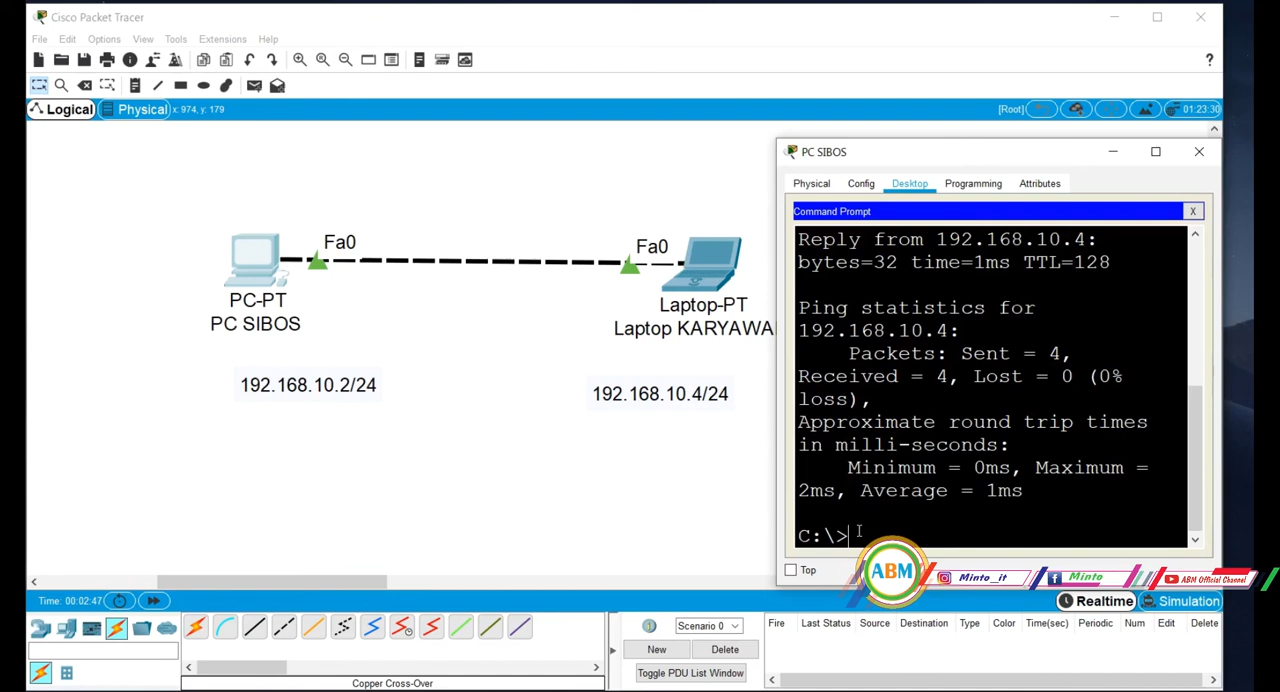 Cisco Packet Tracer
File Edit Options View Tools Extensions Help
?
Logical Physical x: 974, y: 179 [Root] 01:23:30
PC SIBOS
Physical Config Desktop Programming Attributes
Command Prompt X
Reply from 192.168.10.4:
bytes=32 time=1ms TTL=128
Ping statistics for
192.168.10.4:
Packets: Sent = 4,
Received = 4, Lost = 0 (0%
loss),
Approximate round trip times
in milli-seconds:
Minimum = 0ms, Maximum =
2ms, Average = 1ms
C:\>
Top
Fa0
Fa0
PC-PT
PC SIBOS
Laptop-PT
Laptop KARYAWA
192.168.10.2/24
192.168.10.4/24
ABM
Minto_it
Minto
ABM Official Channel
Time: 00:02:47
Realtime Simulation
Scenario 0
New Delete
Toggle PDU List Window
Fire Last Status Source Destination Type Color Time(sec) Periodic Num Edit Delete
Copper Cross-Over